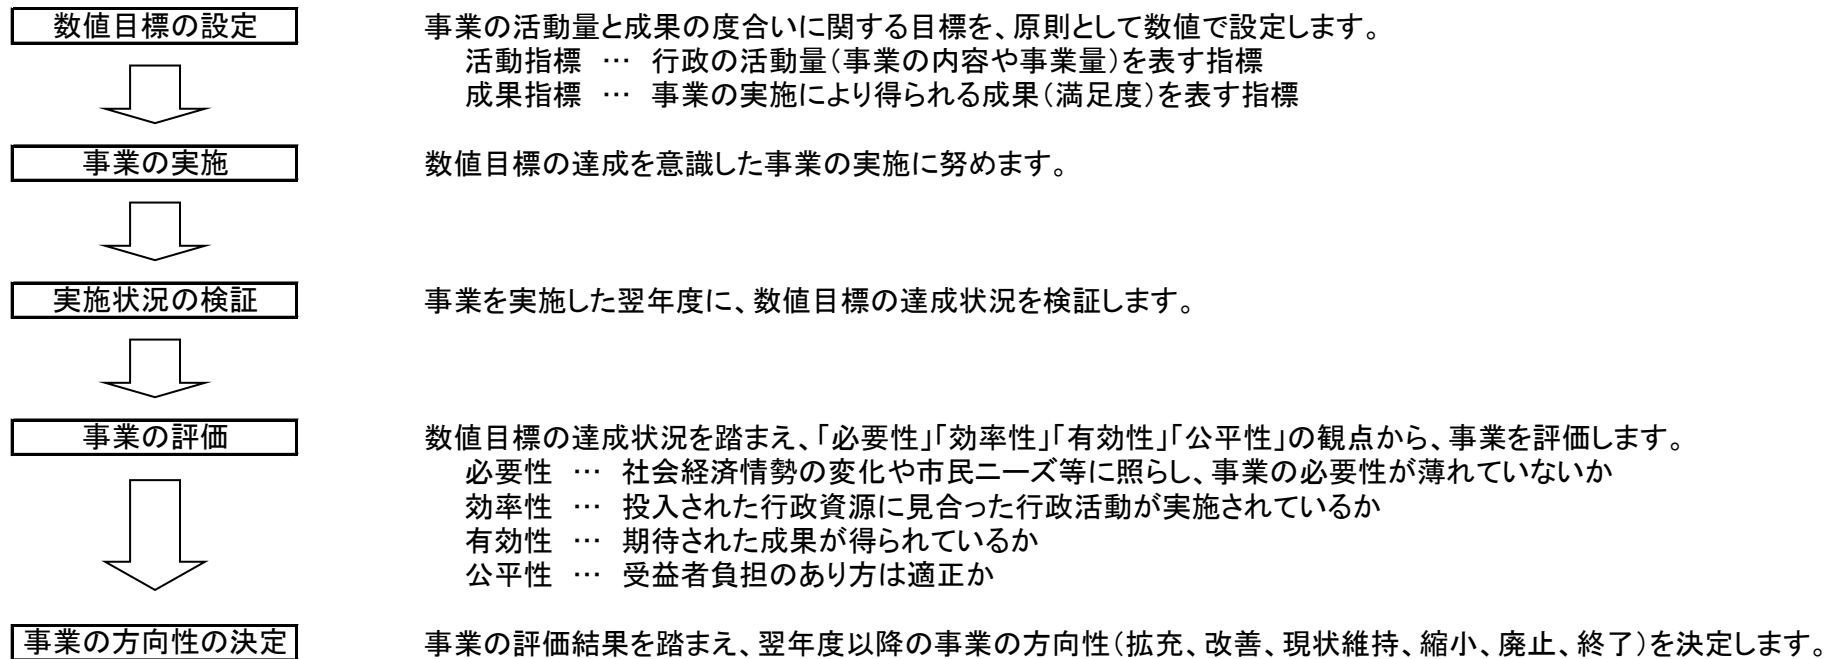 数値目標の設定 事業の活動量と成果の度合いに関する目標を、原則として数値で設定します。
活動指標 … 行政の活動量（事業の内容や事業量）を表す指標
成果指標 … 事業の実施により得られる成果（満足度）を表す指標
事業の実施 数値目標の達成を意識した事業の実施に努めます。
実施状況の検証 事業を実施した翌年度に、数値目標の達成状況を検証します。
事業の評価 数値目標の達成状況を踏まえ、「必要性」「効率性」「有効性」「公平性」の観点から、事業を評価します。
必要性 … 社会経済情勢の変化や市民ニーズ等に照らし、事業の必要性が薄れていないか
効率性 … 投入された行政資源に見合った行政活動が実施されているか
有効性 … 期待された成果が得られているか
公平性 … 受益者負担のあり方は適正か
事業の方向性の決定 事業の評価結果を踏まえ、翌年度以降の事業の方向性（拡充、改善、現状維持、縮小、廃止、終了）を決定します。